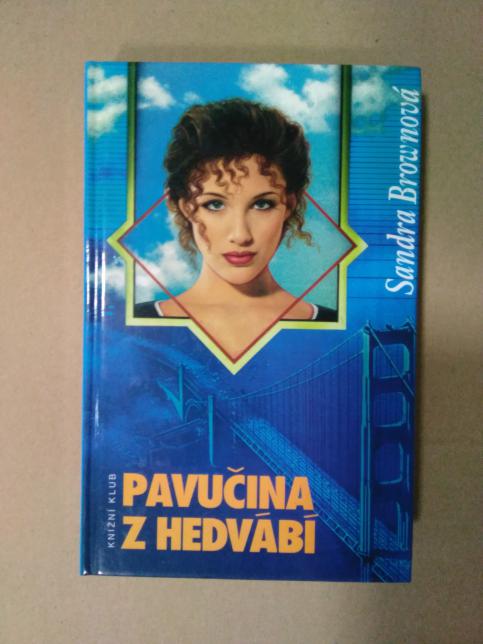 Sandra Brownová
KNIŽNÍ KLUB
PAVUČINA
Z HEDVÁBÍ